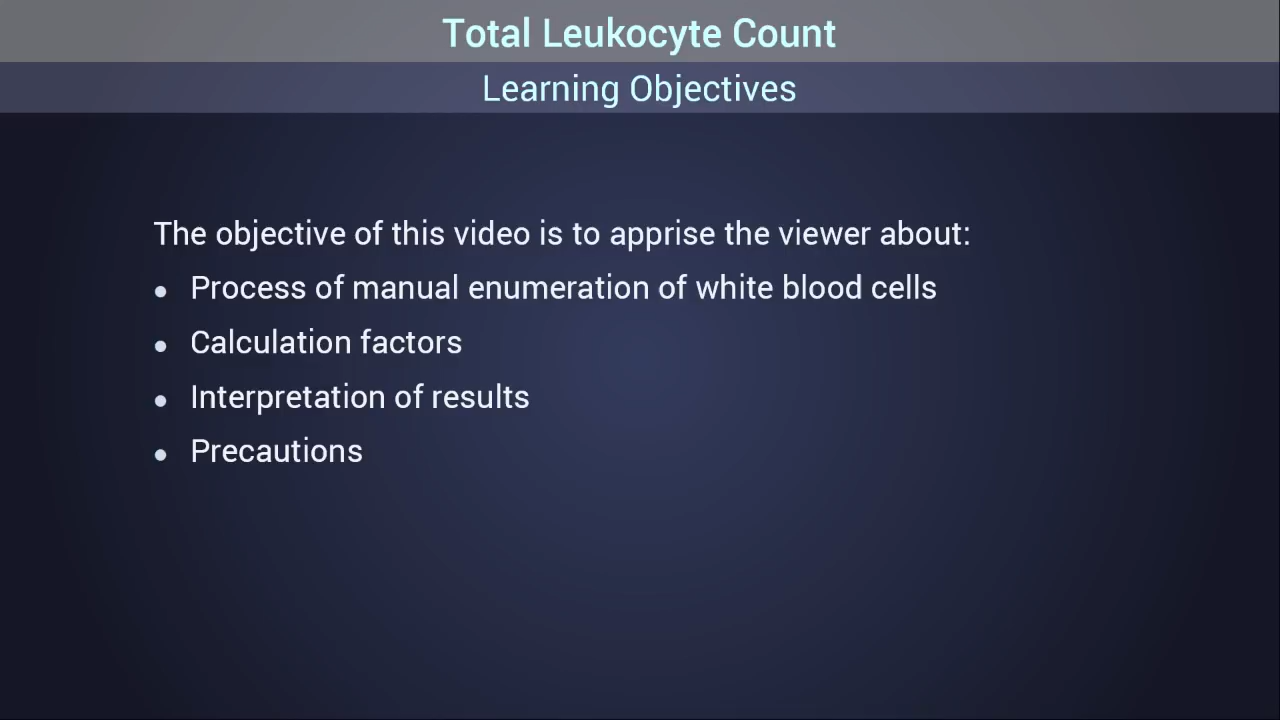 Total Leukocyte Count
Learning Objectives
The objective of this video is to apprise the viewer about:
• Process of manual enumeration of white blood cells
• Calculation factors
• Interpretation of results
• Precautions